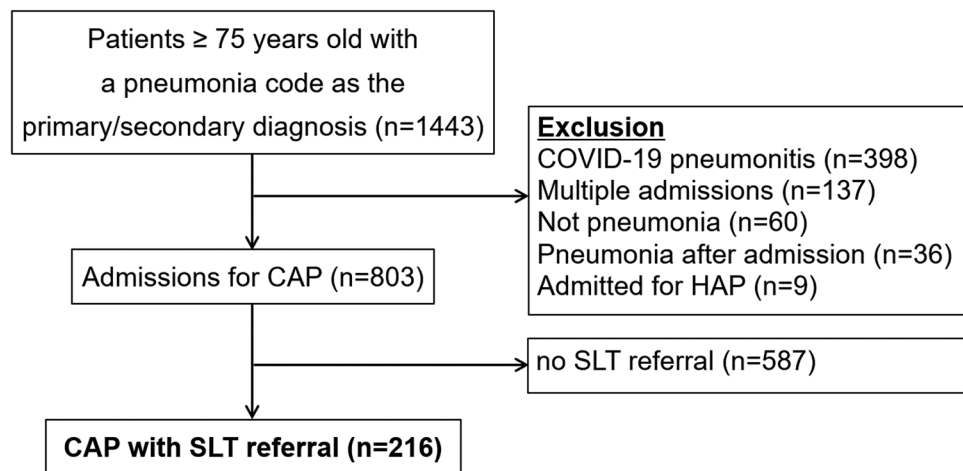 Patients ≥ 75 years old with
a pneumonia code as the
primary/secondary diagnosis (n=1443)
Exclusion
COVID-19 pneumonitis (n=398)
Multiple admissions (n=137)
Not pneumonia (n=60)
Pneumonia after admission (n=36)
Admitted for HAP (n=9)
Admissions for CAP (n=803)
no SLT referral (n=587)
CAP with SLT referral (n=216)